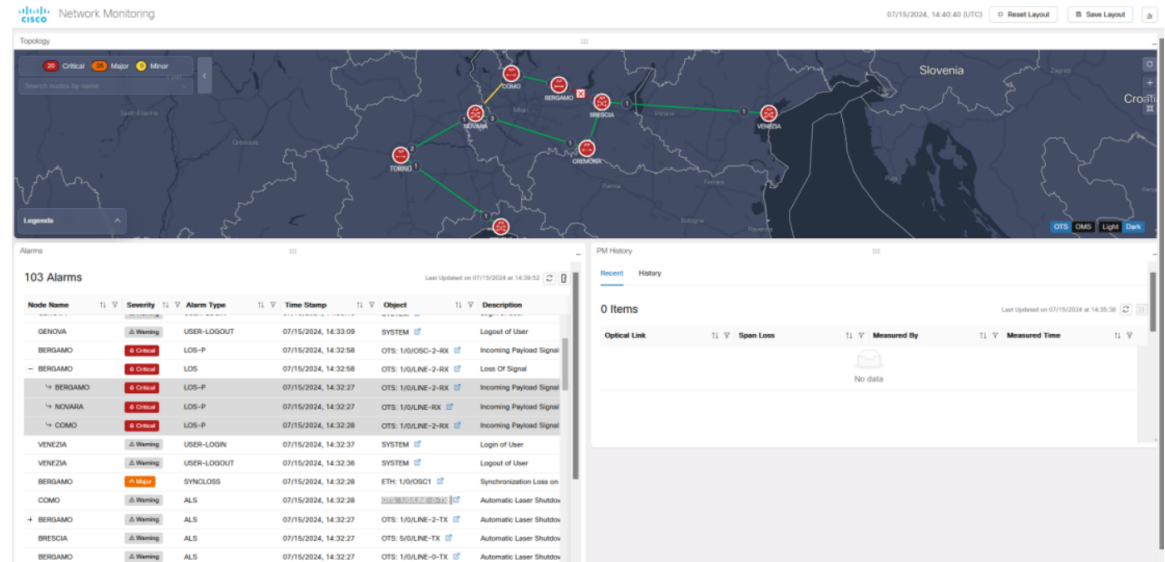 CISCO Network Monitoring 07/15/2024, 14:40:40 (UTC) Reset Layout Save Layout
Topology
20 Critical Major Minor
Search nodes by name
COMO
BERGAMO
BRESCIA
NOVARA
CREMONA
TORINO
VENEZIA
Slovenia
Zagreb
Parma
Ferrara
Bologna
Legends
OTS OMS Light Dark
Alarms
103 Alarms Last Updated on 07/15/2024 at 14:39:52
Node Name Severity Alarm Type Time Stamp Object Description
GENOVA Warning USER-LOGOUT 07/15/2024, 14:33:09 SYSTEM Logout of User
BERGAMO Critical LOS-P 07/15/2024, 14:32:58 OTS: 1/0/OSC-2-RX Incoming Payload Signal
BERGAMO Critical LOS 07/15/2024, 14:32:58 OTS: 1/0/LINE-2-RX Loss Of Signal
BERGAMO Critical LOS-P 07/15/2024, 14:32:27 OTS: 1/0/LINE-2-RX Incoming Payload Signal
NOVARA Critical LOS-P 07/15/2024, 14:32:27 OTS: 1/0/LINE-RX Incoming Payload Signal
COMO Critical LOS-P 07/15/2024, 14:32:28 OTS: 1/0/LINE-2-RX Incoming Payload Signal
VENEZIA Warning USER-LOGIN 07/15/2024, 14:32:37 SYSTEM Login of User
VENEZIA Warning USER-LOGOUT 07/15/2024, 14:32:36 SYSTEM Logout of User
BERGAMO Major SYNCLOSS 07/15/2024, 14:32:28 ETH: 1/0/OSC1 Synchronization Loss on
COMO Warning ALS 07/15/2024, 14:32:28 OTS: 1/0/LINE-0-TX Automatic Laser Shutdov
BERGAMO Warning ALS 07/15/2024, 14:32:27 OTS: 1/0/LINE-2-TX Automatic Laser Shutdov
BRESCIA Warning ALS 07/15/2024, 14:32:27 OTS: 5/0/LINE-TX Automatic Laser Shutdov
BERGAMO Warning ALS 07/15/2024, 14:32:27 OTS: 1/0/LINE-0-TX Automatic Laser Shutdov
PM History
Recent History
0 Items Last Updated on 07/15/2024 at 14:35:38
Optical Link Span Loss Measured By Measured Time
No data